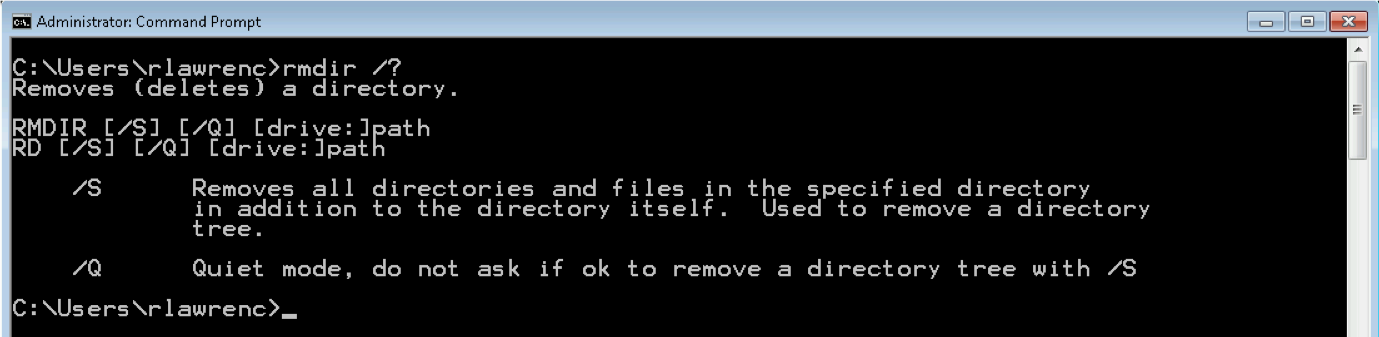 Administrator: Command Prompt
C:\Users\rlawrenc>rmdir /?
Removes (deletes) a directory.
RMDIR [/S] [/Q] [drive:]path
RD [/S] [/Q] [drive:]path
/S      Removes all directories and files in the specified directory
in addition to the directory itself.  Used to remove a directory
tree.
/Q      Quiet mode, do not ask if ok to remove a directory tree with /S
C:\Users\rlawrenc>_